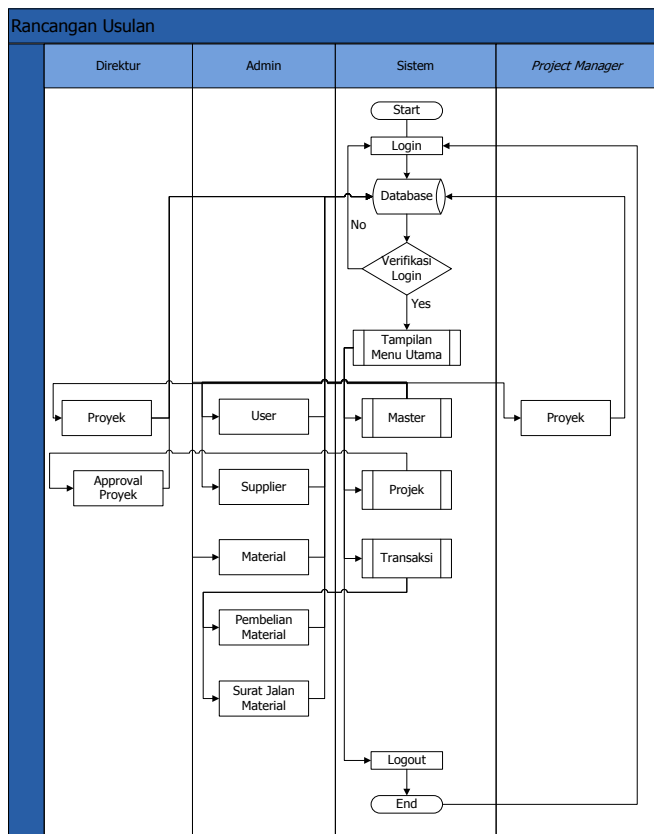 Rancangan Usulan
Direktur
Admin
Sistem
Project Manager
Start
Login
Database
No
Verifikasi
Login
Yes
Tampilan
Menu Utama
Proyek
User
Master
Proyek
Approval
Proyek
Supplier
Projek
Material
Transaksi
Pembelian
Material
Surat Jalan
Material
Logout
End